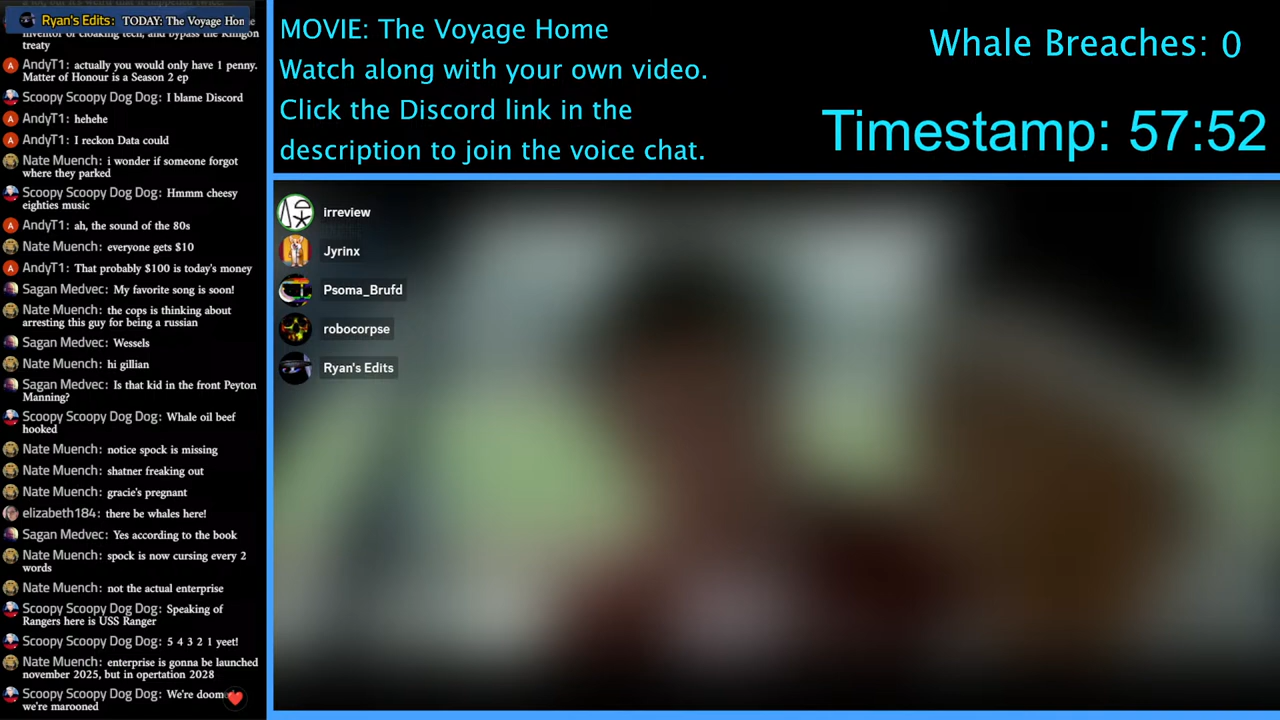 Ryan's Edits: TODAY: The Voyage Hom
treaty
AndyT1: actually you would only have 1 penny.
Matter of Honour is a Season 2 ep
Scoopy Scoopy Dog Dog: I blame Discord
AndyT1: hehehe
AndyT1: I reckon Data could
Nate Muench: i wonder if someone forgot
where they parked
Scoopy Scoopy Dog Dog: Hmmm cheesy
eighties music
AndyT1: ah, the sound of the 80s
Nate Muench: everyone gets $10
AndyT1: That probably $100 is today's money
Sagan Medvec: My favorite song is soon!
Nate Muench: the cops is thinking about
arresting this guy for being a russian
Sagan Medvec: Wessels
Nate Muench: hi gillian
Sagan Medvec: Is that kid in the front Peyton
Manning?
Scoopy Scoopy Dog Dog: Whale oil beef
hooked
Nate Muench: notice spock is missing
Nate Muench: shatner freaking out
Nate Muench: gracie's pregnant
elizabeth184: there be whales here!
Sagan Medvec: Yes according to the book
Nate Muench: spock is now cursing every 2
words
Nate Muench: not the actual enterprise
Scoopy Scoopy Dog Dog: Speaking of
Rangers here is USS Ranger
Scoopy Scoopy Dog Dog: 5 4 3 2 1 yeet!
Nate Muench: enterprise is gonna be launched
november 2025, but in opertation 2028
Scoopy Scoopy Dog Dog: We're doom
we're marooned
MOVIE: The Voyage Home
Watch along with your own video.
Click the Discord link in the
description to join the voice chat.
Whale Breaches: 0
Timestamp: 57:52
irreview
Jyrinx
Psoma_Brufd
robocorpse
Ryan's Edits